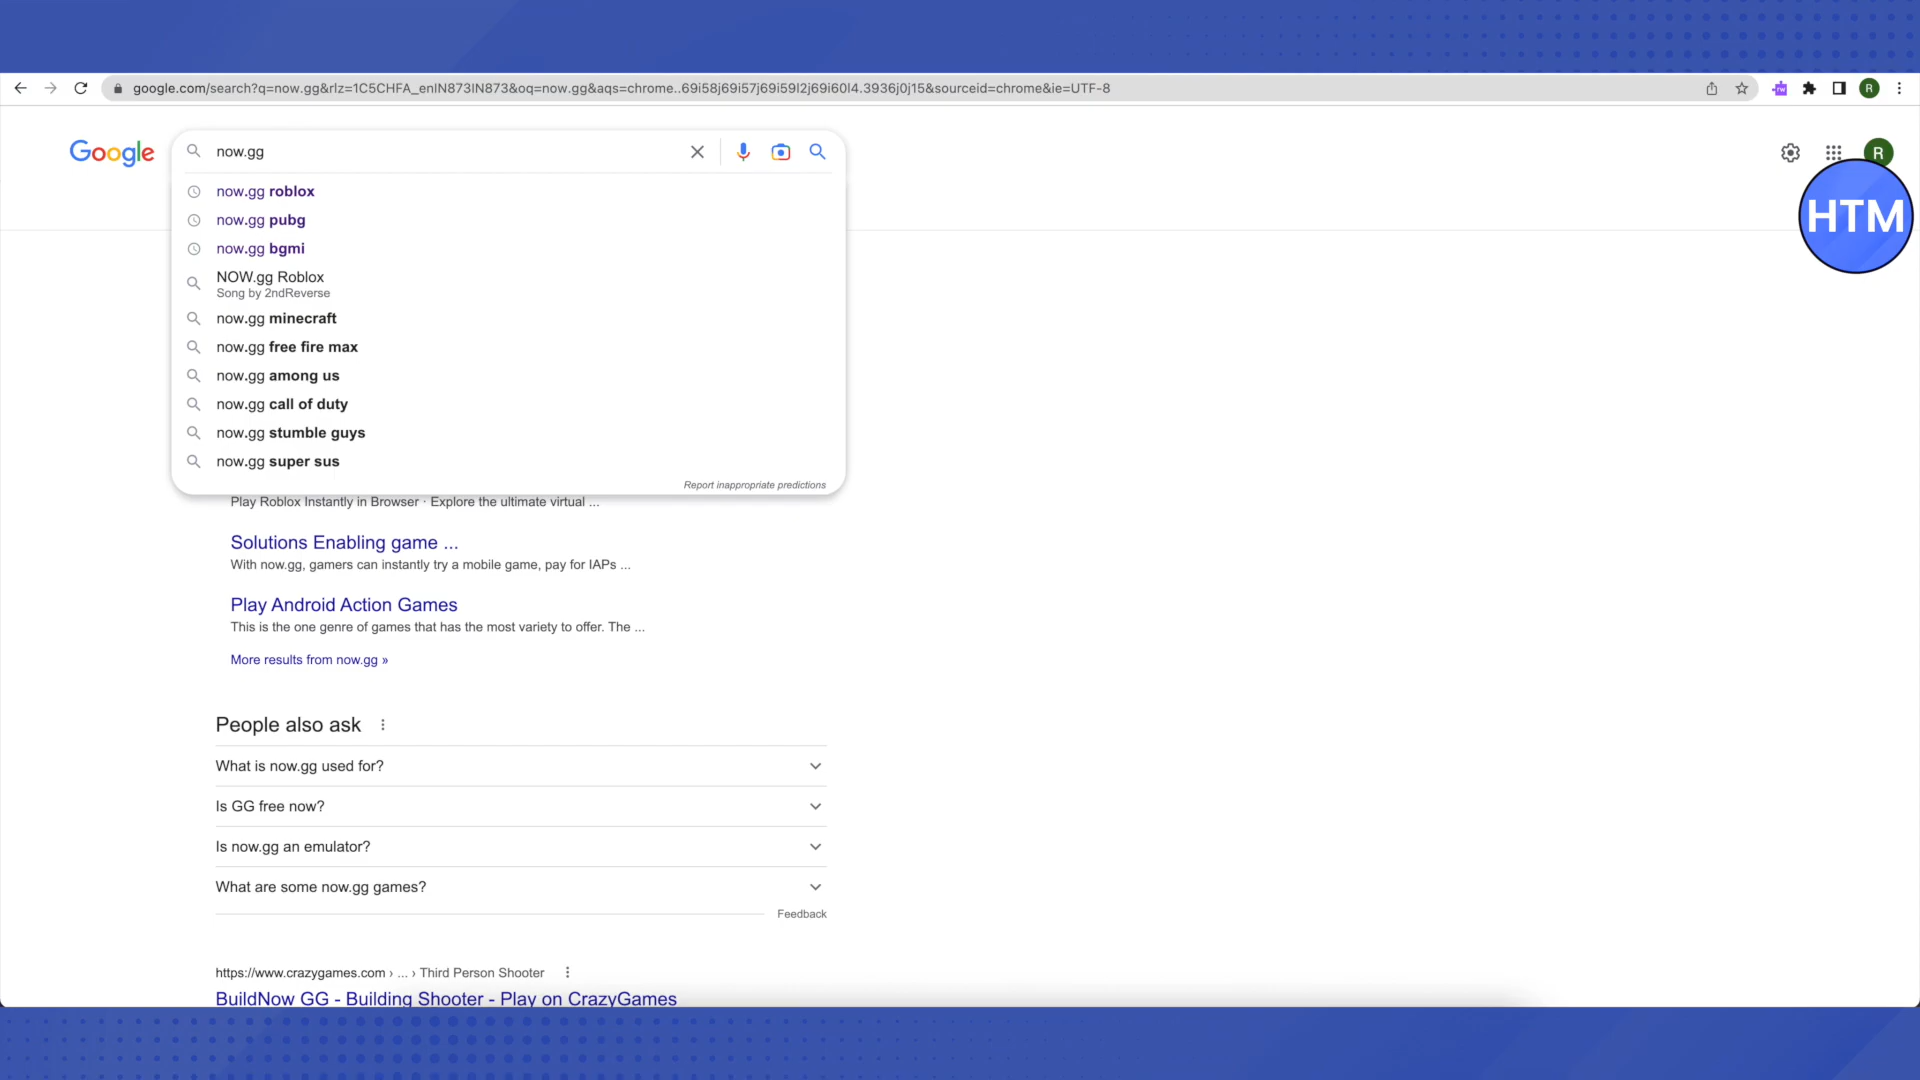 google.com/search?q=now.gg&rlz=1C5CHFA_enIN873IN873&oq=now.gg&aqs=chrome..69i58j69i57j69i59l2j69i60l4.3936j0j15&sourceid=chrome&ie=UTF-8
R
Google
now.gg
R
HTM
now.gg roblox
now.gg pubg
now.gg bgmi
NOW.gg Roblox
Song by 2ndReverse
now.gg minecraft
now.gg free fire max
now.gg among us
now.gg call of duty
now.gg stumble guys
now.gg super sus
Report inappropriate predictions
Play Roblox Instantly in Browser · Explore the ultimate virtual ...
Solutions Enabling game ...
With now.gg, gamers can instantly try a mobile game, pay for IAPs ...
Play Android Action Games
This is the one genre of games that has the most variety to offer. The ...
More results from now.gg »
People also ask
What is now.gg used for?
Is GG free now?
Is now.gg an emulator?
What are some now.gg games?
Feedback
https://www.crazygames.com › ... › Third Person Shooter
BuildNow GG - Building Shooter - Play on CrazyGames